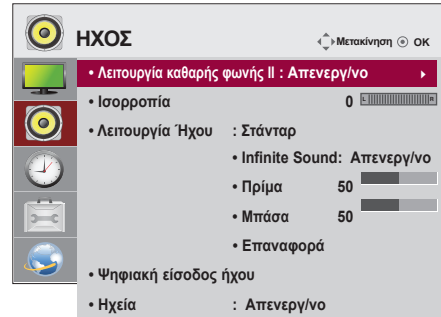 ΗΧΟΣ
Μετακίνηση OK
• Λειτουργία καθαρής φωνής II : Απενεργ/νο
• Ισορροπία 0 L R
• Λειτουργία Ήχου : Στάνταρ
• Infinite Sound: Απενεργ/νο
• Πρίμα 50
• Μπάσα 50
• Επαναφορά
• Ψηφιακή είσοδος ήχου
• Ηχεία : Απενεργ/νο